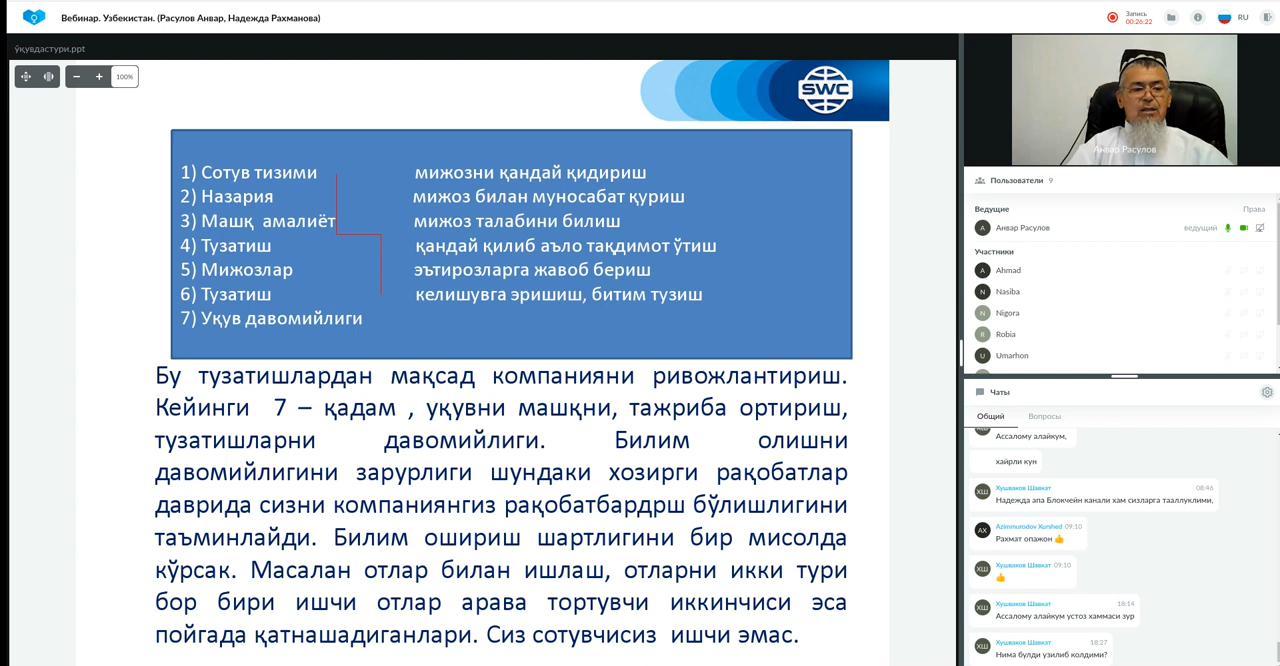 Вебинар. Узбекистан. (Расулов Анвар, Надежда Рахманова)
Запись
00:26:22
RU
ўқувдастури.ppt
100%
SWC
1) Сотув тизими мижозни қандай қидириш
2) Назария мижоз билан муносабат қуриш
3) Машқ амалиёт мижоз талабини билиш
4) Тузатиш қандай қилиб аъло тақдимот ўтиш
5) Мижозлар эътирозларга жавоб бериш
6) Тузатиш келишувга эришиш, битим тузиш
7) Уқув давомийлиги
Бу тузатишлардан мақсад компанияни ривожлантириш.
Кейинги 7 – қадам , уқувни машқни, тажриба ортириш,
тузатишларни давомийлиги. Билим олишни
давомийлигини зарурлиги шундаки хозирги рақобатлар
даврида сизни компаниянгиз рақобатбардрш бўлишлигини
таъминлайди. Билим ошириш шартлигини бир мисолда
кўрсак. Масалан отлар билан ишлаш, отларни икки тури
бор бири ишчи отлар арава тортувчи иккинчиси эса
пойгада қатнашадиганлари. Сиз сотувчисиз ишчи эмас.
Анвар Расулов
Пользователи 9
Ведущие Права
А Анвар Расулов ведущий
Участники
A Ahmad
N Nasiba
N Nigora
R Robia
U Umarhon
Чаты
Общий Вопросы
Ассалому алайкум,
хайрли кун
ХШ Хушваков Шавкат 08:46
Надежда апа Блокчейн канали хам сизларга тааллуклими,
AX Azimmurodov Xurshed 09:10
Рахмат опажон 👍
ХШ Хушваков Шавкат 09:10
👍
ХШ Хушваков Шавкат 18:14
Ассалому алайкум устоз хаммаси зур
ХШ Хушваков Шавкат 18:27
Нима булди узилиб колдими?